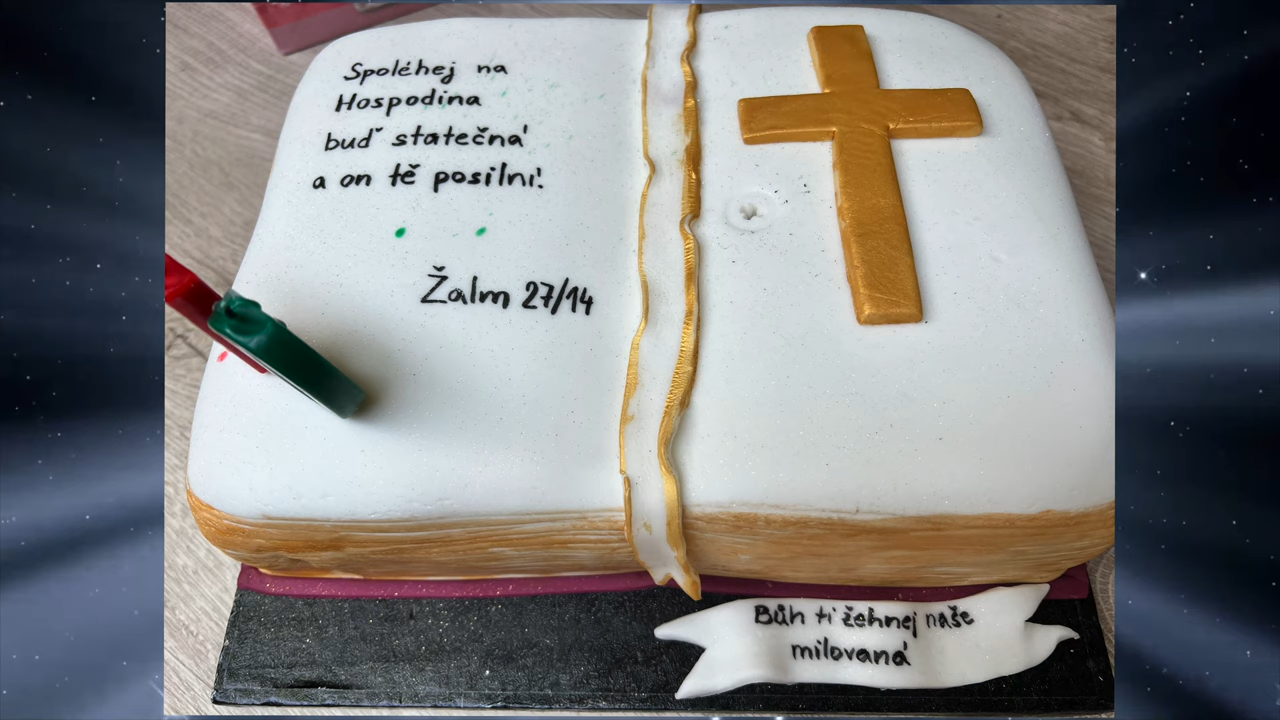 Spoléhej na
Hospodina
buď statečná
a on tě posilní!
Žalm 27/14
Bůh ti žehnej naše
milovaná